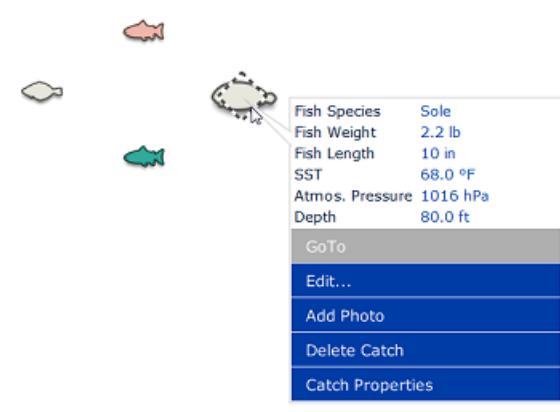 Fish Species Sole
Fish Weight 2.2 lb
Fish Length 10 in
SST 68.0 °F
Atmos. Pressure 1016 hPa
Depth 80.0 ft
GoTo
Edit...
Add Photo
Delete Catch
Catch Properties